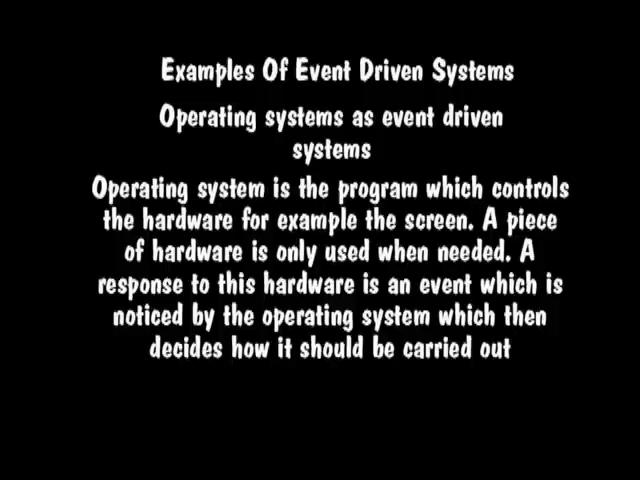 Examples Of Event Driven Systems
Operating systems as event driven
systems
Operating system is the program which controls
the hardware for example the screen. A piece
of hardware is only used when needed. A
response to this hardware is an event which is
noticed by the operating system which then
decides how it should be carried out